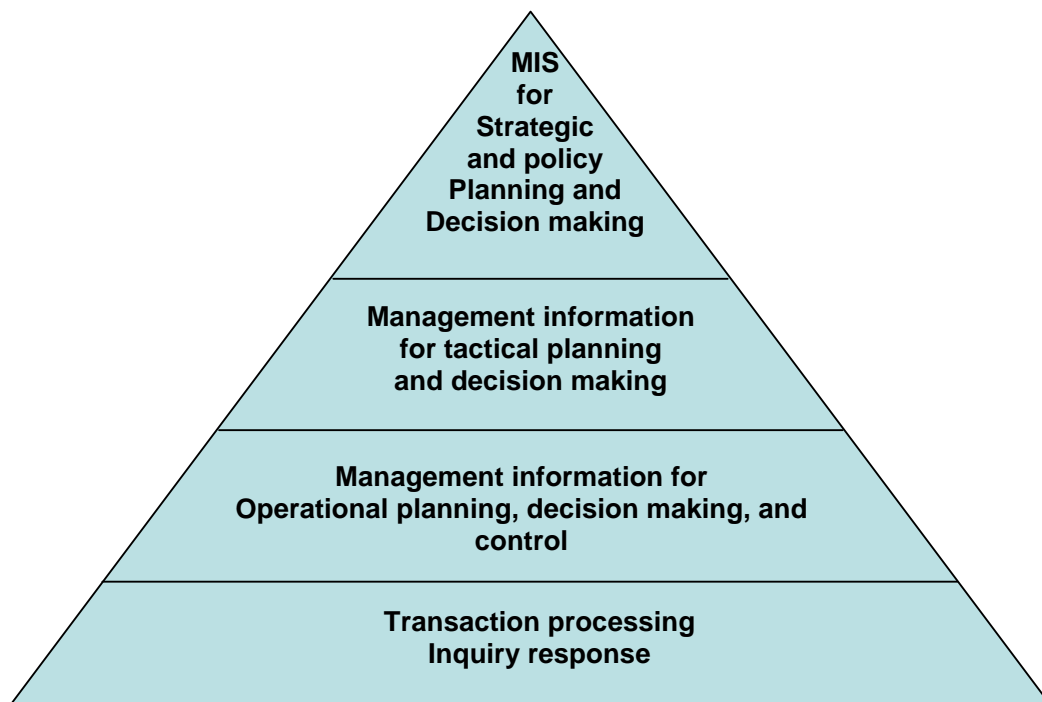 MIS
for
Strategic
and policy
Planning and
Decision making
Management information
for tactical planning
and decision making
Management information for
Operational planning, decision making, and
control
Transaction processing
Inquiry response